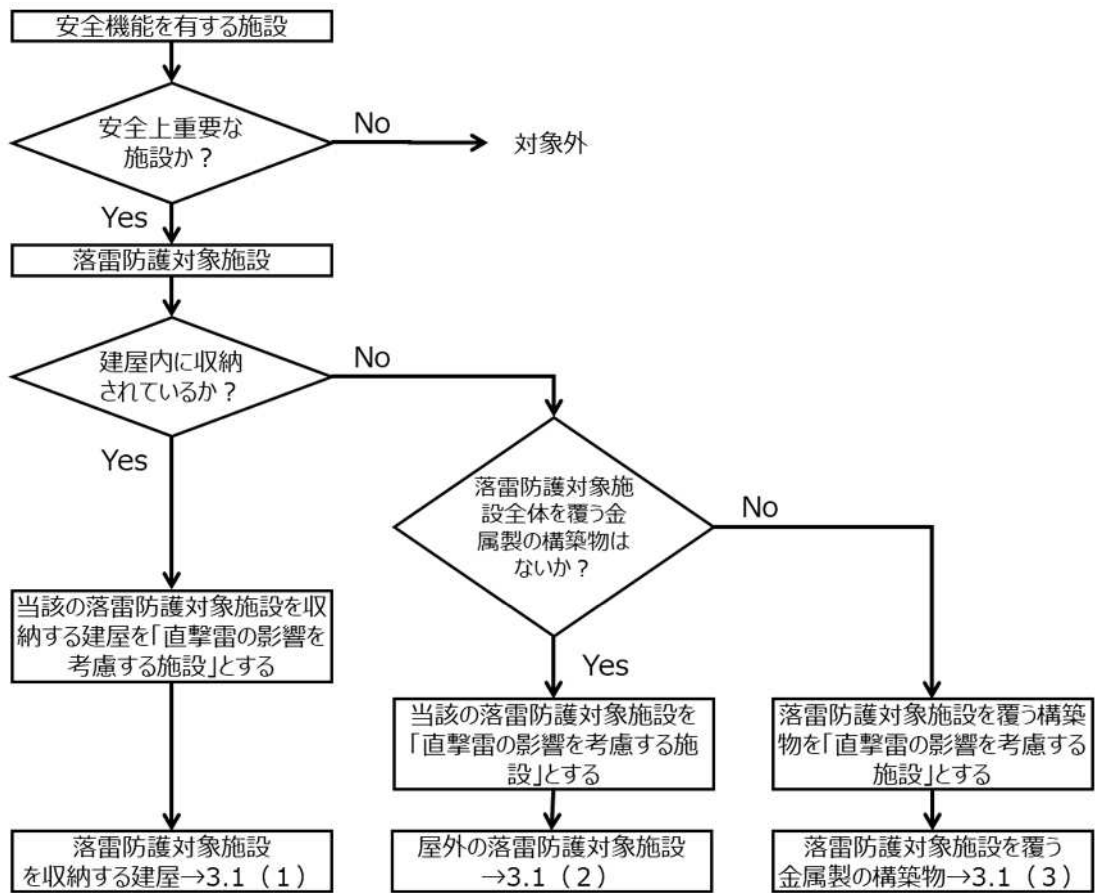 安全機能を有する施設
安全上重要な
施設か？
No
対象外
Yes
落雷防護対象施設
建屋内に収納
されているか？
No
Yes
落雷防護対象施
設全体を覆う金
属製の構築物は
ないか？
No
Yes
当該の落雷防護対象施設を収
納する建屋を「直撃雷の影響を
考慮する施設」とする
当該の落雷防護対象施設を
「直撃雷の影響を考慮する施
設」とする
落雷防護対象施設を覆う構築
物を「直撃雷の影響を考慮する
施設」とする
落雷防護対象施設
を収納する建屋→3.1（1）
屋外の落雷防護対象施設
→3.1（2）
落雷防護対象施設を覆う
金属製の構築物→3.1（3）